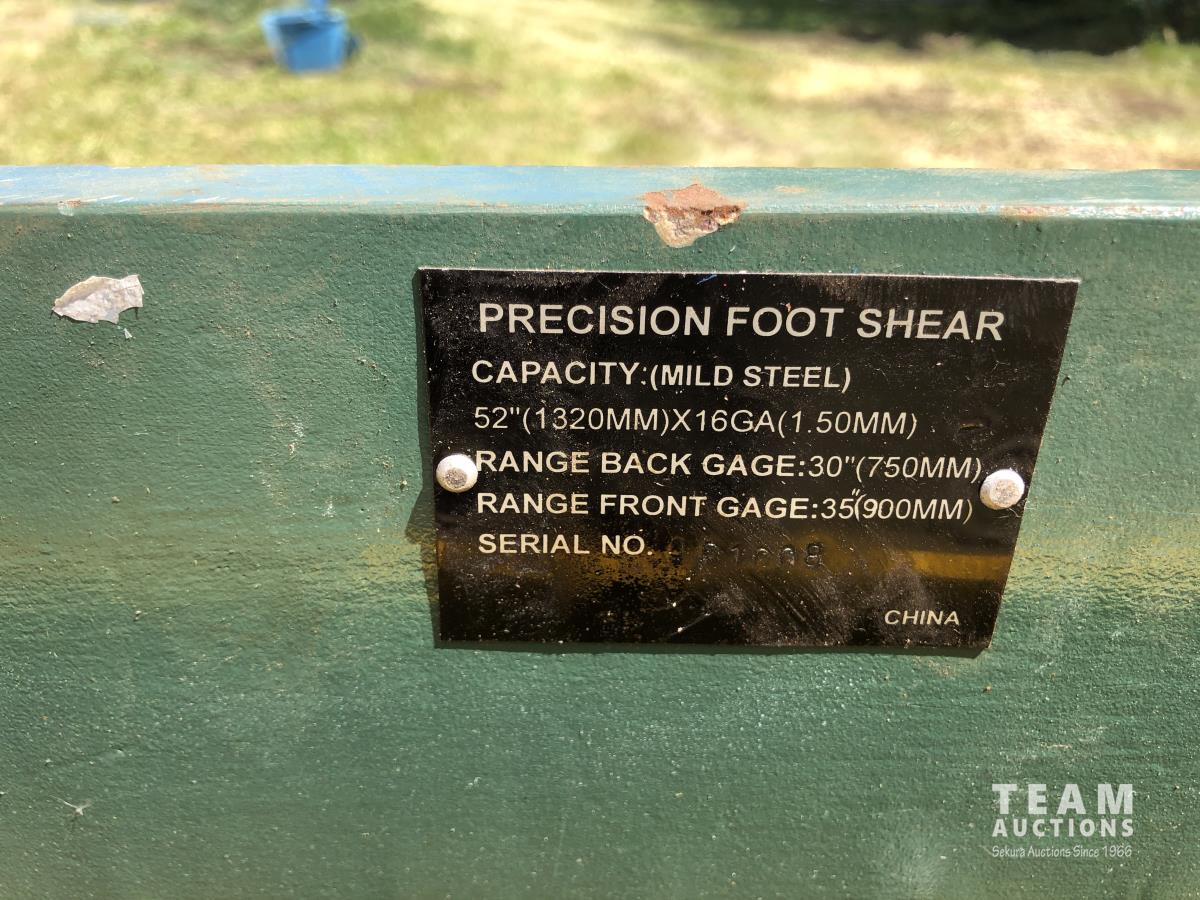 PRECISION FOOT SHEAR
CAPACITY:(MILD STEEL)
52"(1320MM)X16GA(1.50MM)
RANGE BACK GAGE:30"(750MM)
RANGE FRONT GAGE:35"(900MM)
SERIAL NO.
CHINA
TEAM
AUCTIONS
Sekura Auctions Since 1966